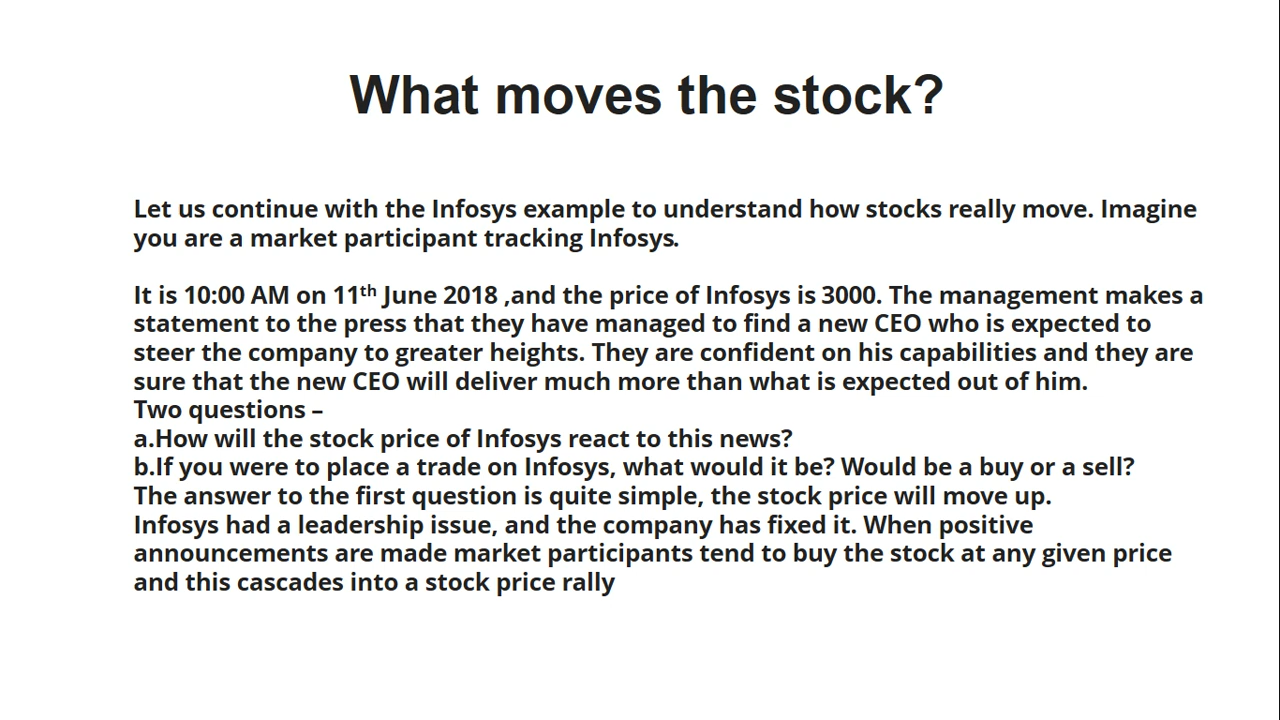 What moves the stock?
Let us continue with the Infosys example to understand how stocks really move. Imagine
you are a market participant tracking Infosys.
It is 10:00 AM on 11th June 2018 ,and the price of Infosys is 3000. The management makes a
statement to the press that they have managed to find a new CEO who is expected to
steer the company to greater heights. They are confident on his capabilities and they are
sure that the new CEO will deliver much more than what is expected out of him.
Two questions –
a.How will the stock price of Infosys react to this news?
b.If you were to place a trade on Infosys, what would it be? Would be a buy or a sell?
The answer to the first question is quite simple, the stock price will move up.
Infosys had a leadership issue, and the company has fixed it. When positive
announcements are made market participants tend to buy the stock at any given price
and this cascades into a stock price rally